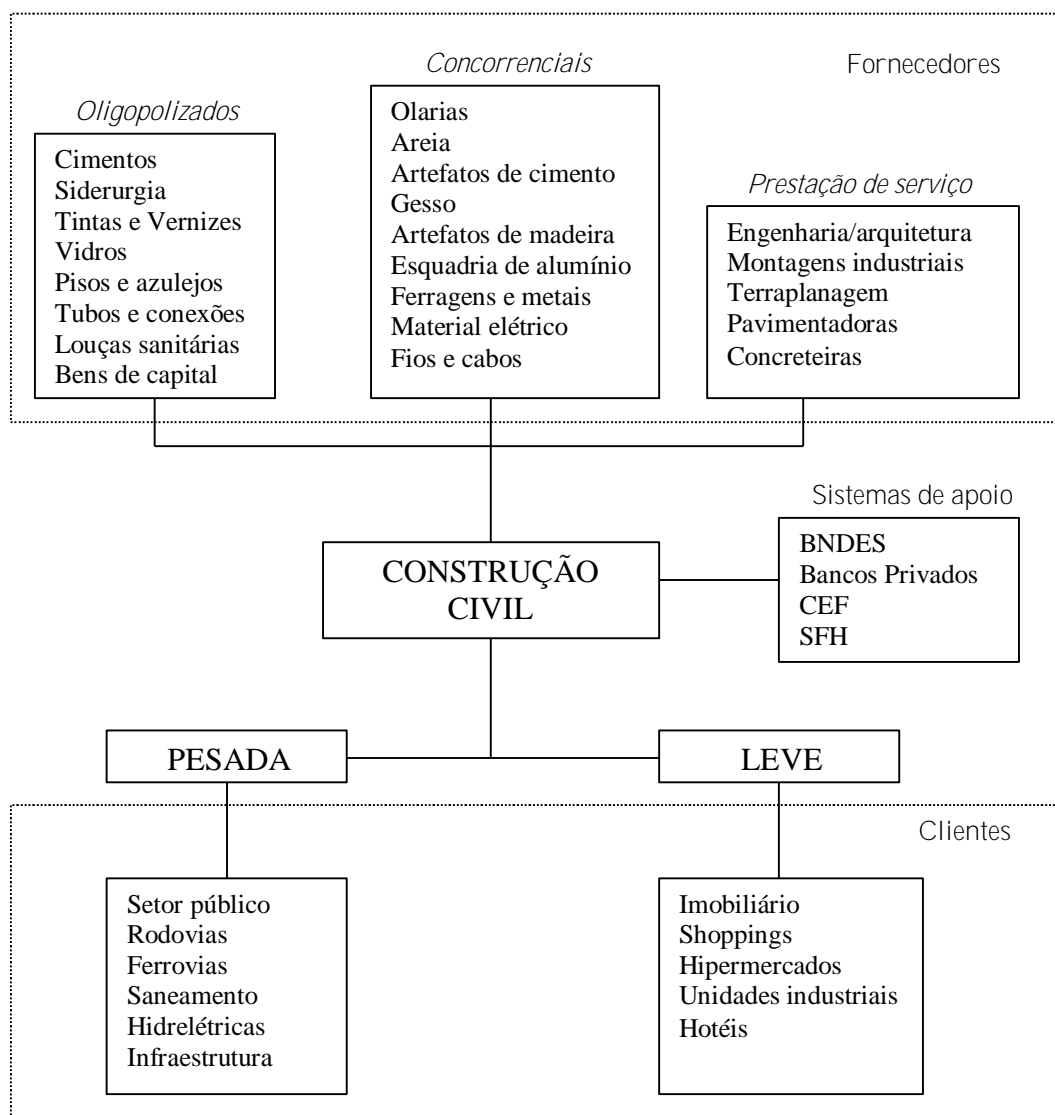 Fornecedores
Oligopolizados
Cimentos
Siderurgia
Tintas e Vernizes
Vidros
Pisos e azulejos
Tubos e conexões
Louças sanitárias
Bens de capital
Concorrenciais
Olarias
Areia
Artefatos de cimento
Gesso
Artefatos de madeira
Esquadria de alumínio
Ferragens e metais
Material elétrico
Fios e cabos
Prestação de serviço
Engenharia/arquitetura
Montagens industriais
Terraplanagem
Pavimentadoras
Concreteiras
Sistemas de apoio
BNDES
Bancos Privados
CEF
SFH
CONSTRUÇÃO
CIVIL
PESADA
LEVE
Clientes
Setor público
Rodovias
Ferrovias
Saneamento
Hidrelétricas
Infraestrutura
Imobiliário
Shoppings
Hipermercados
Unidades industriais
Hotéis